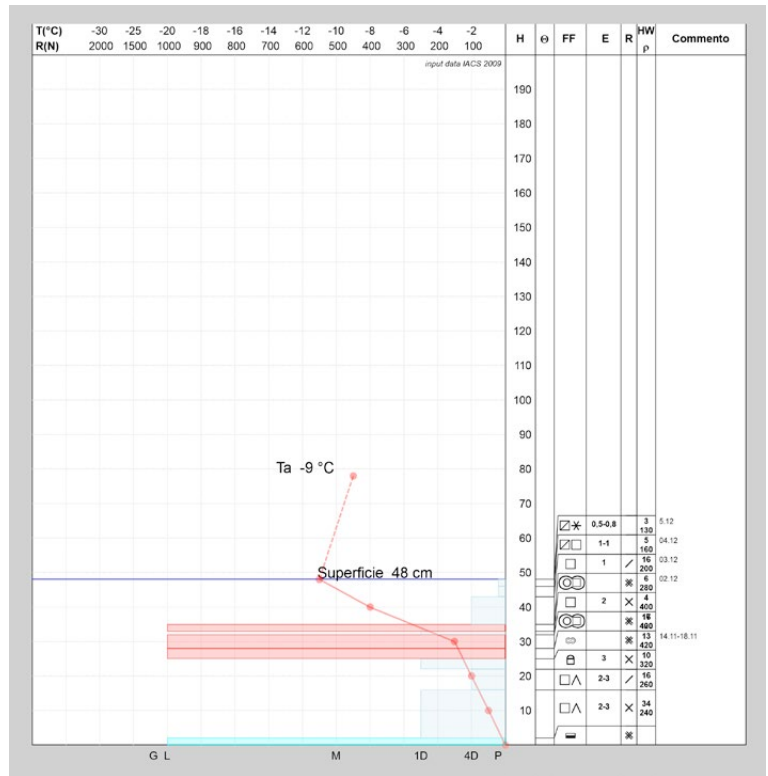 T(°C) -30 -25 -20 -18 -16 -14 -12 -10 -8 -6 -4 -2 H Θ FF E R HW ρ Commento
R(N) 2000 1500 1000 900 800 700 600 500 400 300 200 100
input data IACS 2009
190
180
170
160
150
140
130
120
110
100
90
Ta -9 °C 80
70
0,5-0,8 3 130 5.12
60 1-1 5 160 04.12
1 / 16 200 03.12
Superficie 48 cm 50
6 280 02.12
40 2 X 4 400
30 13 420 14.11-18.11
3 X 10 320
20 2-3 / 16 260
10 2-3 X 34 240
G L M 1D 4D P